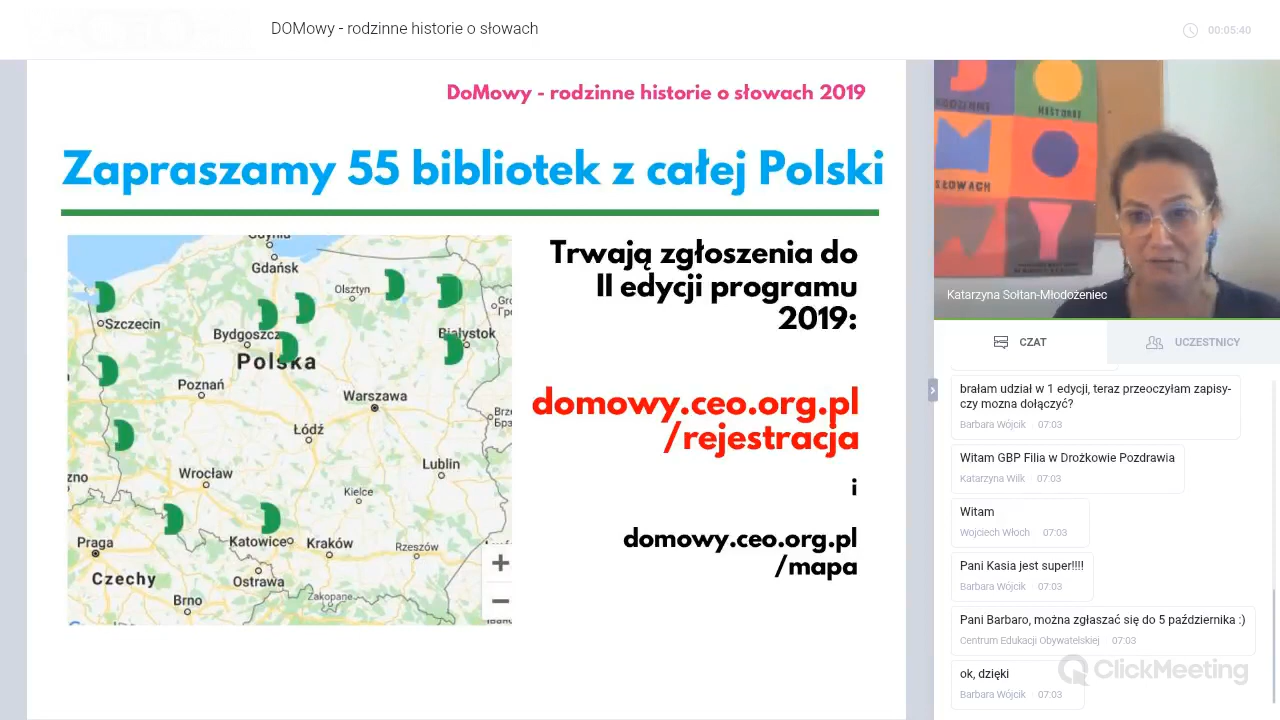 DOMowy - rodzinne historie o słowach
00:05:40
DoMowy - rodzinne historie o słowach 2019
Zapraszamy 55 bibliotek z całej Polski
Gdynia
Gdańsk
Olsztyn
Szczecin
Bydgoszcz
Białystok
Polska
Poznań
Warszawa
Łódź
Wrocław
Lublin
Kielce
Praga
Katowice
Kraków
Rzeszów
Czechy
Ostrawa
Zakopane
Brno
Trwają zgłoszenia do
II edycji programu
2019:
domowy.ceo.org.pl
/rejestracja
i
domowy.ceo.org.pl
/mapa
SŁOWACH
Katarzyna Sołtan-Młodożeniec
CZAT
UCZESTNICY
brałam udział w 1 edycji, teraz przeoczyłam zapisy-
czy mozna dołączyć?
Barbara Wójcik 07:03
Witam GBP Filia w Drożkowie Pozdrawia
Katarzyna Wilk 07:03
Witam
Wojciech Włoch 07:03
Pani Kasia jest super!!!!
Barbara Wójcik 07:03
Pani Barbaro, można zgłaszać się do 5 października :)
Centrum Edukacji Obywatelskiej 07:03
ok, dzięki
Barbara Wójcik 07:03
ClickMeeting